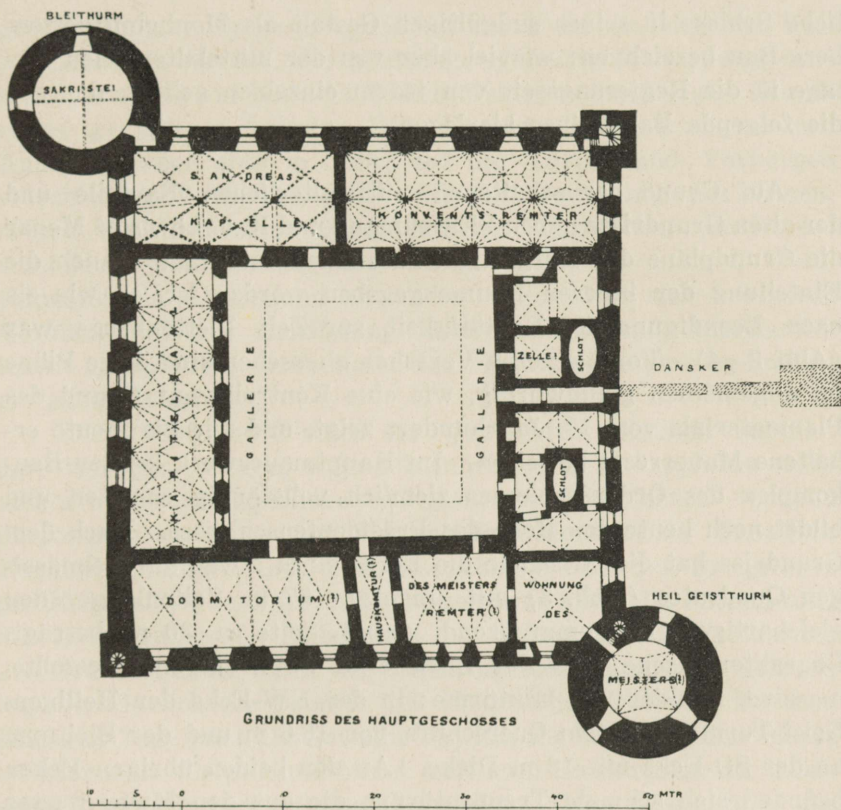 BLEITHURM
SAKRISTEI
S. ANDREAS-
KAPELLE
KONVENTS-REMTER
GALLERIE
GALLERIE
ZELLE!
SCHLOT
DANSKER
SCHLOT
DORMITORIUM(?)
HAUSKOMTUR(?)
DES MEISTERS
REMTER(?)
WOHNUNG
DES
HEIL GEISTTHURM
MEISTERS(?)
GRUNDRISS DES HAUPTGESCHOSSES
10 5 0 10 20 30 40 50 MTR